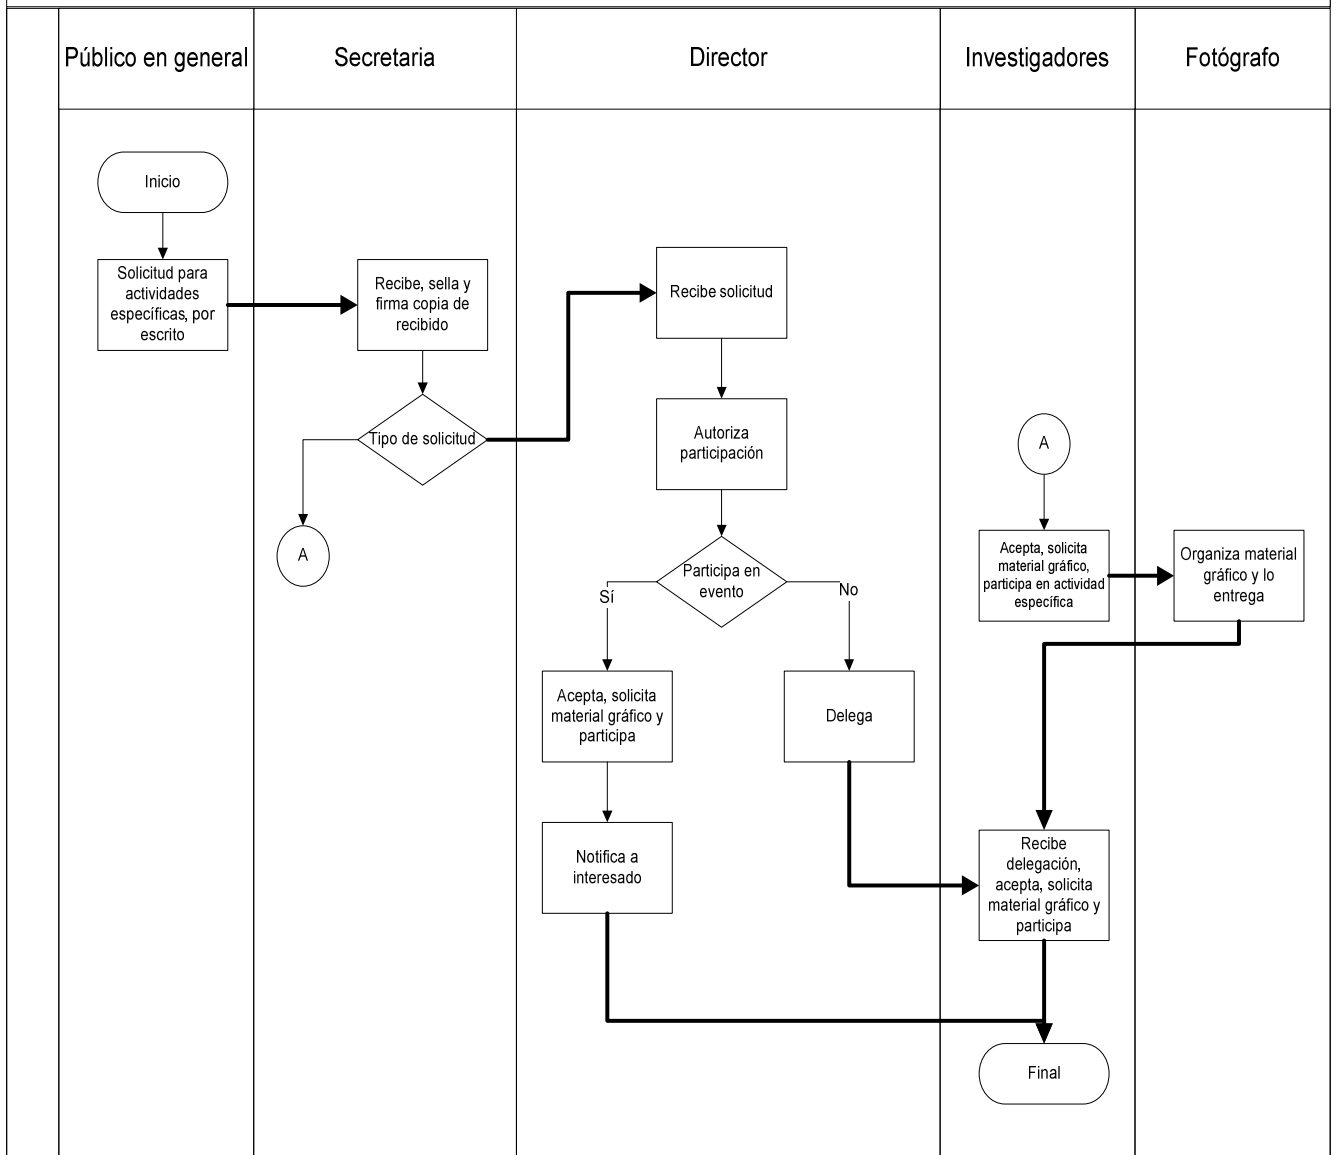 Público en general
Secretaria
Director
Investigadores
Fotógrafo
Inicio
Solicitud para
actividades
específicas, por
escrito
Recibe, sella y
firma copia de
recibido
Tipo de solicitud
A
Recibe solicitud
Autoriza
participación
Participa en
evento
Sí
No
Acepta, solicita
material gráfico y
participa
Delega
Notifica a
interesado
A
Acepta, solicita
material gráfico,
participa en actividad
específica
Organiza material
gráfico y lo
entrega
Recibe
delegación,
acepta, solicita
material gráfico y
participa
Final